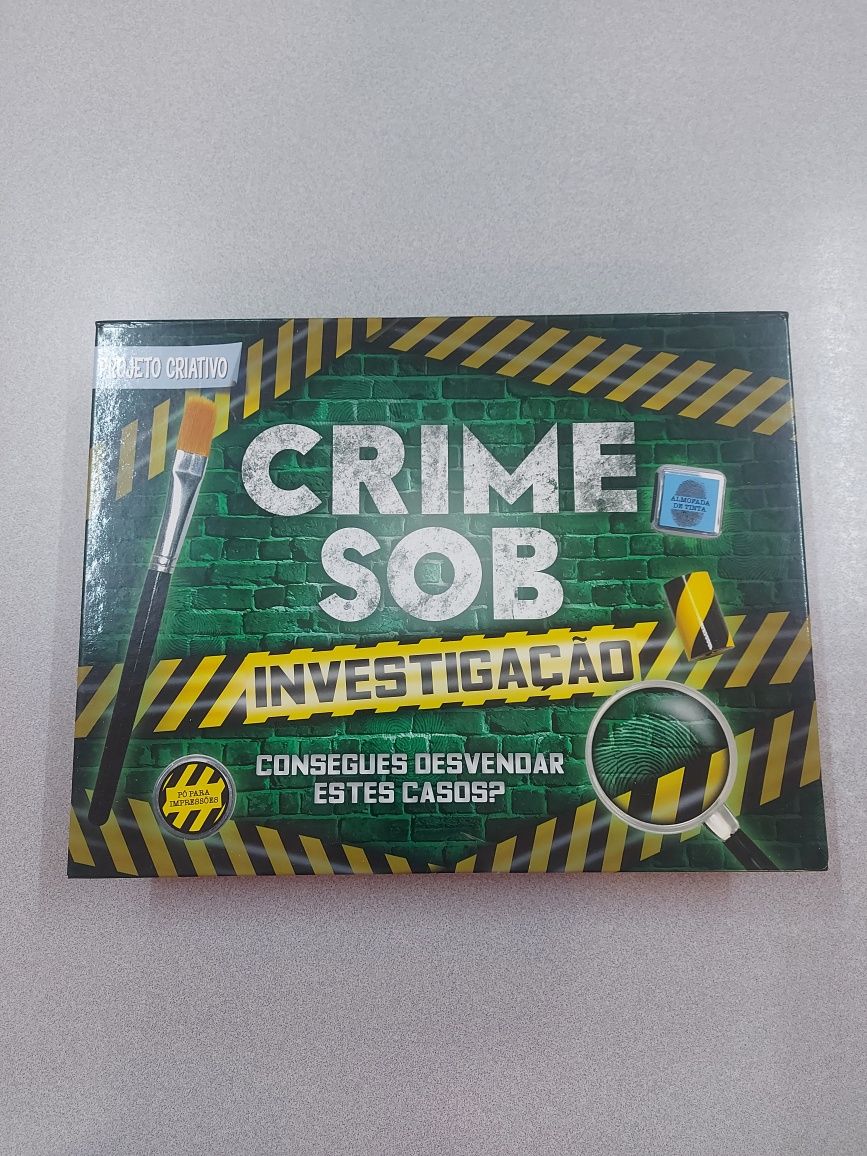 PROJETO CRIATIVO
CRIME
SOB
INVESTIGAÇÃO
CONSEGUES DESVENDAR
ESTES CASOS?
ALMOFADA
DE TINTA
PÓ PARA
IMPRESSÕES